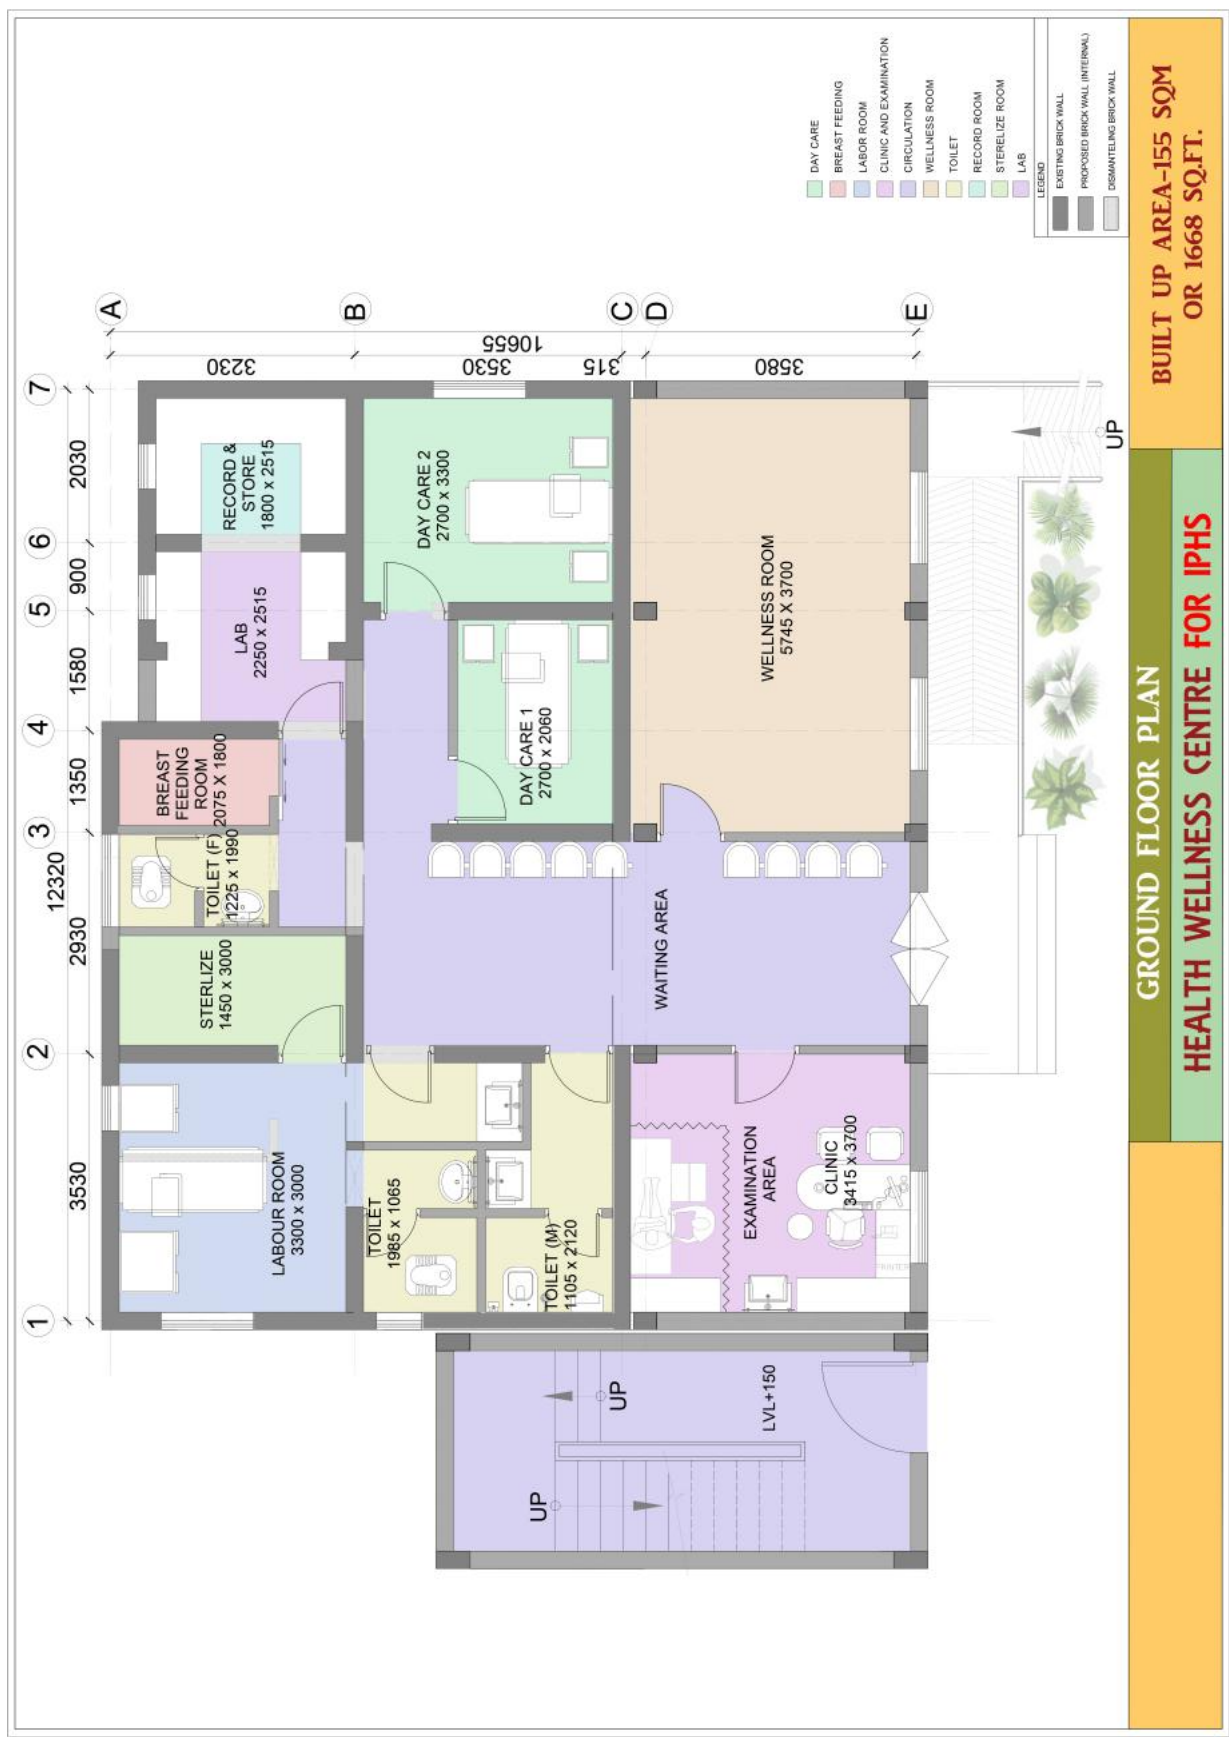 1
2
3
4
5
6
7
12320
3530
2930
1350
1580
900
2030
A
B
C
D
E
10655
3230
3530
315
3580
LABOUR ROOM
3300 x 3000
STERLIZE
1450 x 3000
TOILET (F)
1225 x 1990
BREAST
FEEDING
ROOM
2075 X 1800
LAB
2250 x 2515
RECORD &
STORE
1800 x 2515
TOILET
1985 x 1065
TOILET (M)
1105 x 2120
DAY CARE 1
2700 x 2060
DAY CARE 2
2700 x 3300
WAITING AREA
WELLNESS ROOM
5745 X 3700
EXAMINATION
AREA
CLINIC
3415 x 3700
PRINTER
UP
UP
LVL+150
UP
DAY CARE
BREAST FEEDING
LABOR ROOM
CLINIC AND EXAMINATION
CIRCULATION
WELLNESS ROOM
TOILET
RECORD ROOM
STERELIZE ROOM
LAB
LEGEND
EXISTING BRICK WALL
PROPOSED BRICK WALL (INTERNAL)
DISMANTELING BRICK WALL
GROUND FLOOR PLAN
HEALTH WELLNESS CENTRE FOR IPHS
BUILT UP AREA-155 SQM
OR 1668 SQ.FT.